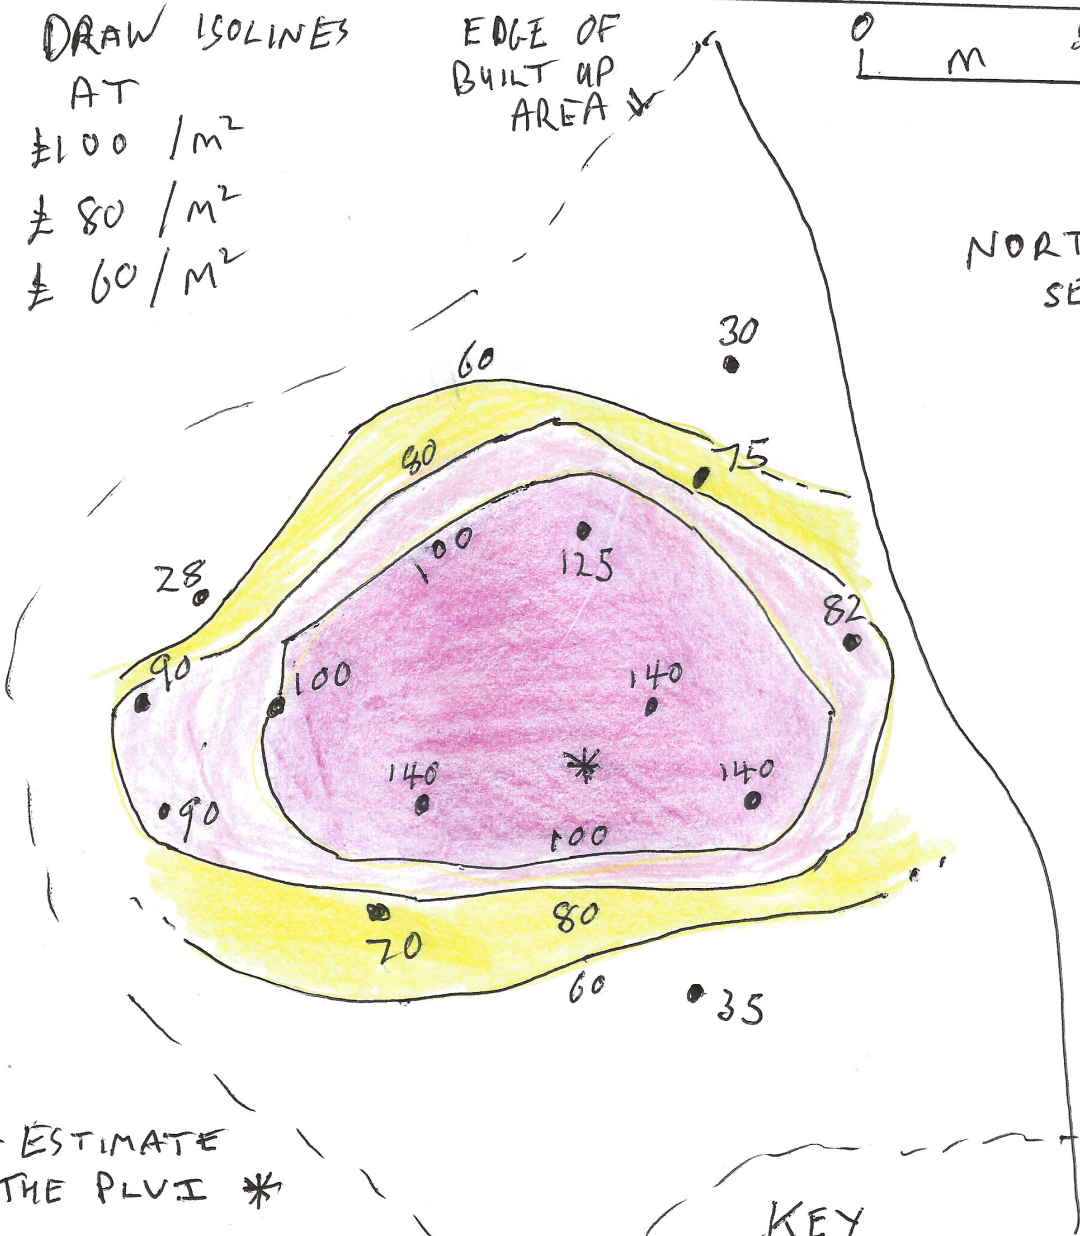 DRAW ISOLINES
AT
£100 /m²
£ 80 /m²
£ 60/m²
EDGE OF
BUILT UP
AREA
0
M
NORT
SE
30
60
75
80
100
125
28
82
90
100
140
140
140
90
100
70
80
60
35
ESTIMATE
THE PLVI *
KEY